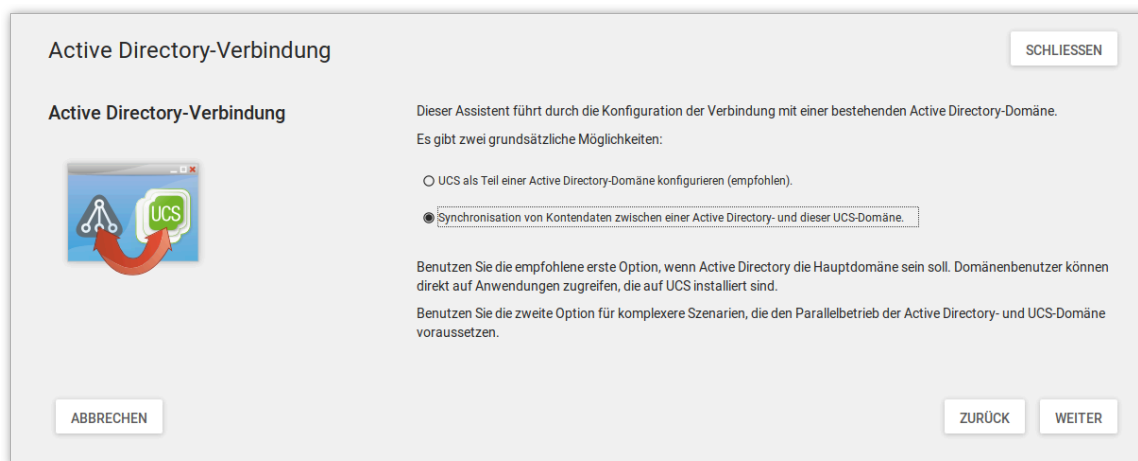 Active Directory-Verbindung
SCHLIESSEN
Active Directory-Verbindung
UCS
Dieser Assistent führt durch die Konfiguration der Verbindung mit einer bestehenden Active Directory-Domäne.
Es gibt zwei grundsätzliche Möglichkeiten:
UCS als Teil einer Active Directory-Domäne konfigurieren (empfohlen).
Synchronisation von Kontendaten zwischen einer Active Directory- und dieser UCS-Domäne.
Benutzen Sie die empfohlene erste Option, wenn Active Directory die Hauptdomäne sein soll. Domänenbenutzer können
direkt auf Anwendungen zugreifen, die auf UCS installiert sind.
Benutzen Sie die zweite Option für komplexere Szenarien, die den Parallelbetrieb der Active Directory- und UCS-Domäne
voraussetzen.
ABBRECHEN
ZURÜCK
WEITER